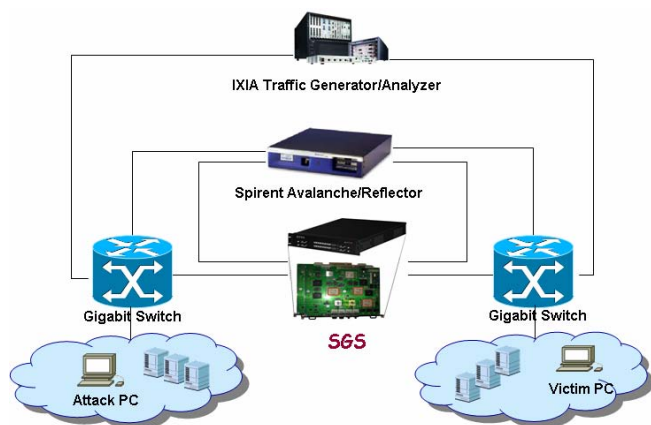 IXIA Traffic Generator/Analyzer
Spirent Avalanche/Reflector
Gigabit Switch
SGS
Gigabit Switch
Attack PC
Victim PC